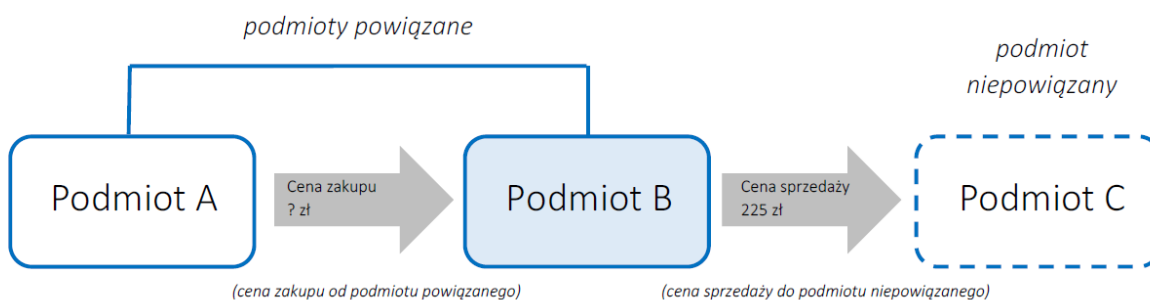 podmioty powiązane
podmiot
niepowiązany
Podmiot A
Cena zakupu
? zł
Podmiot B
Cena sprzedaży
225 zł
Podmiot C
(cena zakupu od podmiotu powiązanego)
(cena sprzedaży do podmiotu niepowiązanego)